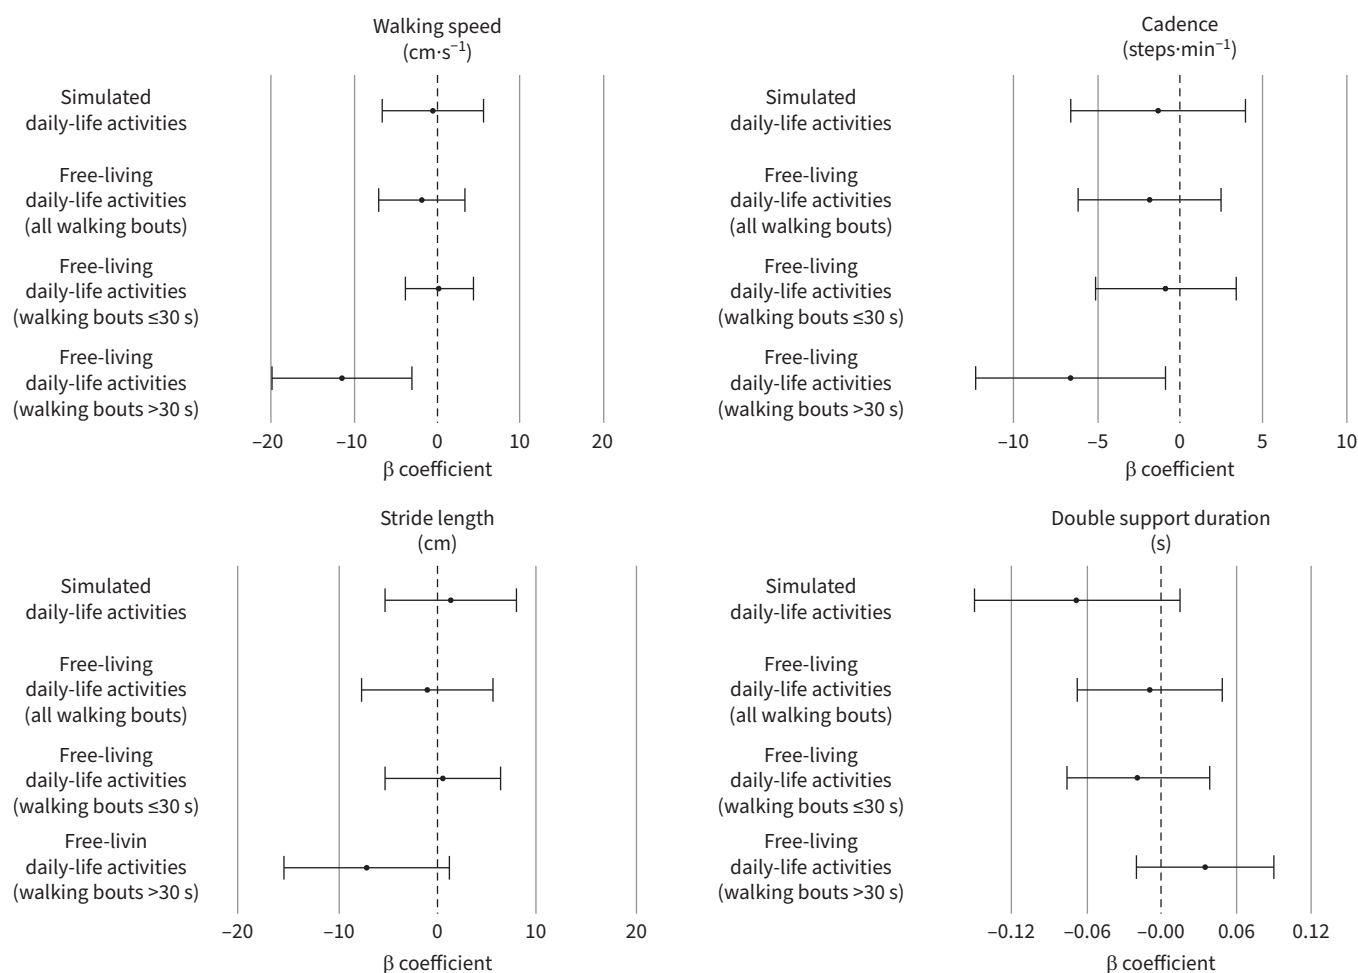 Walking speed
(cm·s⁻¹)
Simulated
daily-life activities
Free-living
daily-life activities
(all walking bouts)
Free-living
daily-life activities
(walking bouts ≤30 s)
Free-living
daily-life activities
(walking bouts >30 s)
–20 –10 0 10 20
β coefficient
Cadence
(steps·min⁻¹)
Simulated
daily-life activities
Free-living
daily-life activities
(all walking bouts)
Free-living
daily-life activities
(walking bouts ≤30 s)
Free-living
daily-life activities
(walking bouts >30 s)
–10 –5 0 5 10
β coefficient
Stride length
(cm)
Simulated
daily-life activities
Free-living
daily-life activities
(all walking bouts)
Free-living
daily-life activities
(walking bouts ≤30 s)
Free-livin
daily-life activities
(walking bouts >30 s)
–20 –10 0 10 20
β coefficient
Double support duration
(s)
Simulated
daily-life activities
Free-living
daily-life activities
(all walking bouts)
Free-living
daily-life activities
(walking bouts ≤30 s)
Free-living
daily-life activities
(walking bouts >30 s)
–0.12 –0.06 –0.00 0.06 0.12
β coefficient